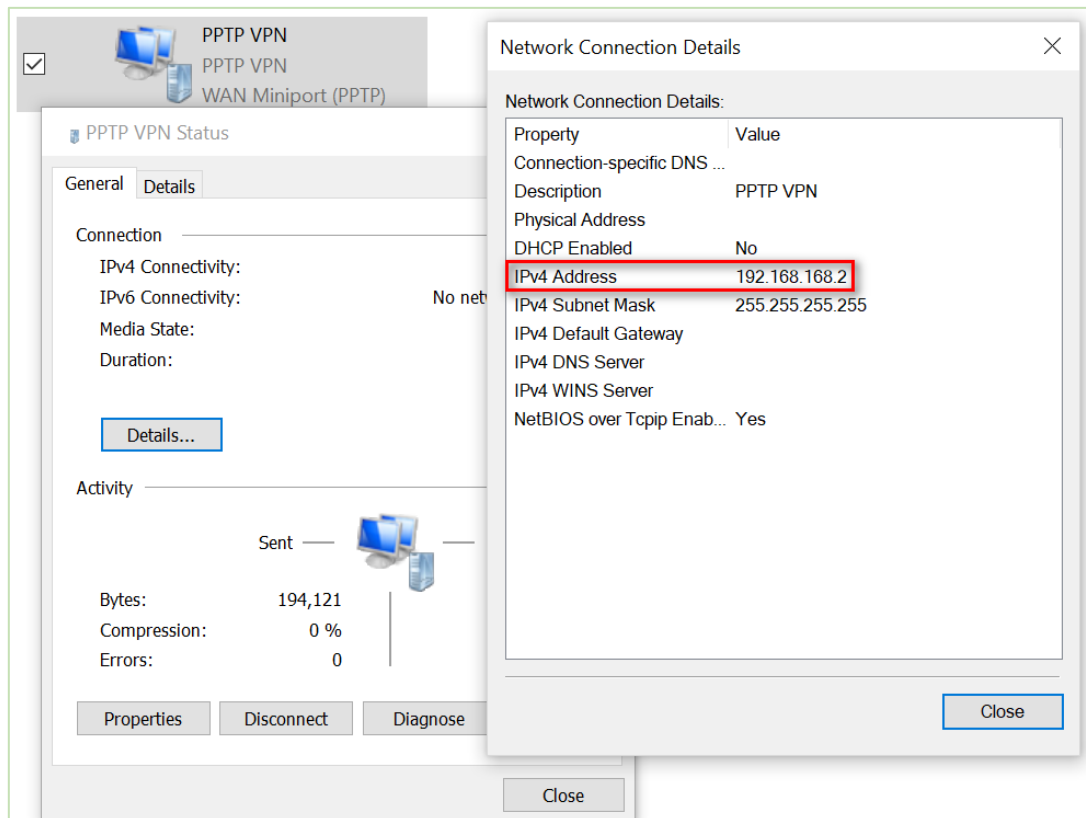 PPTP VPN
PPTP VPN
WAN Miniport (PPTP)
PPTP VPN Status
General Details
Connection
IPv4 Connectivity:
IPv6 Connectivity: No net
Media State:
Duration:
Details...
Activity
Sent
Bytes: 194,121
Compression: 0 %
Errors: 0
Properties Disconnect Diagnose
Close
Network Connection Details
Network Connection Details:
Property Value
Connection-specific DNS ...
Description PPTP VPN
Physical Address
DHCP Enabled No
IPv4 Address 192.168.168.2
IPv4 Subnet Mask 255.255.255.255
IPv4 Default Gateway
IPv4 DNS Server
IPv4 WINS Server
NetBIOS over Tcpip Enab... Yes
Close